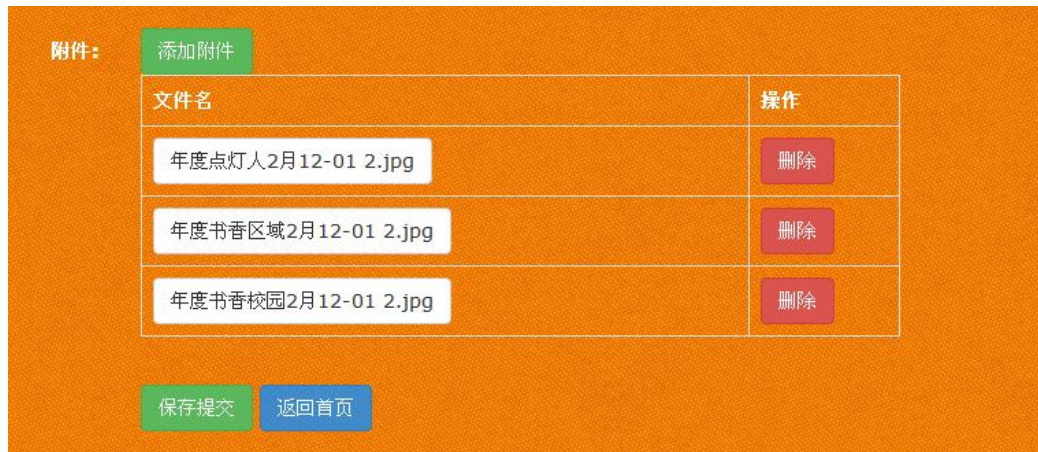 附件： 添加附件
文件名 操作
年度点灯人2月12-01 2.jpg 删除
年度书香区域2月12-01 2.jpg 删除
年度书香校园2月12-01 2.jpg 删除
保存提交 返回首页